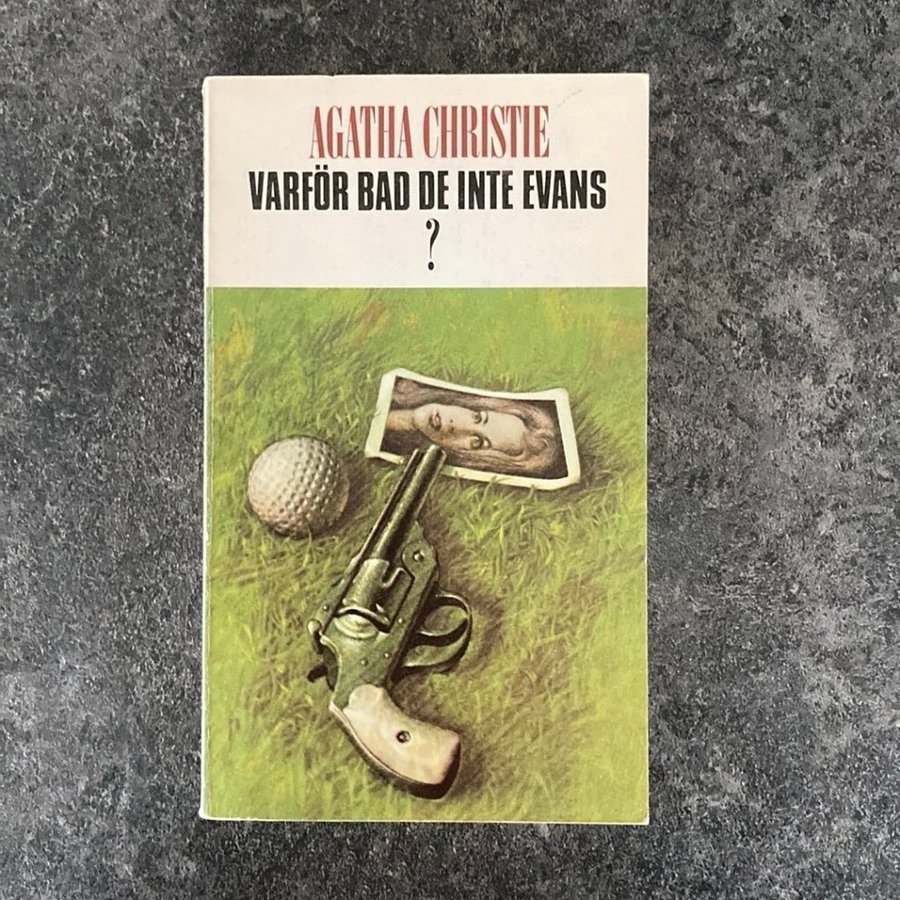 AGATHA CHRISTIE
VARFÖR BAD DE INTE EVANS
?